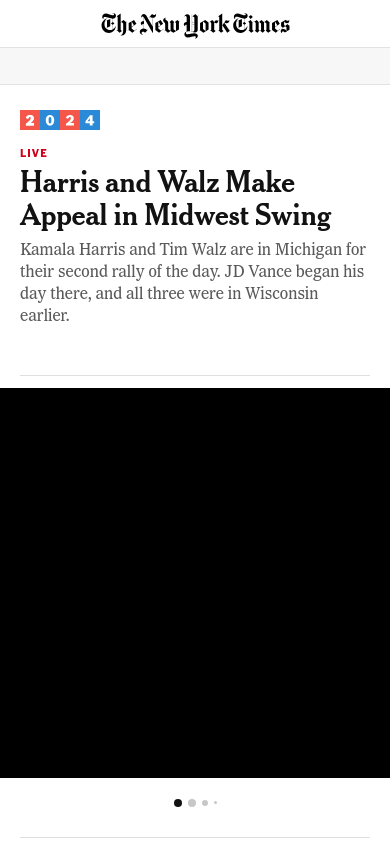 The New York Times
2024
LIVE
Harris and Walz Make
Appeal in Midwest Swing
Kamala Harris and Tim Walz are in Michigan for
their second rally of the day. JD Vance began his
day there, and all three were in Wisconsin
earlier.